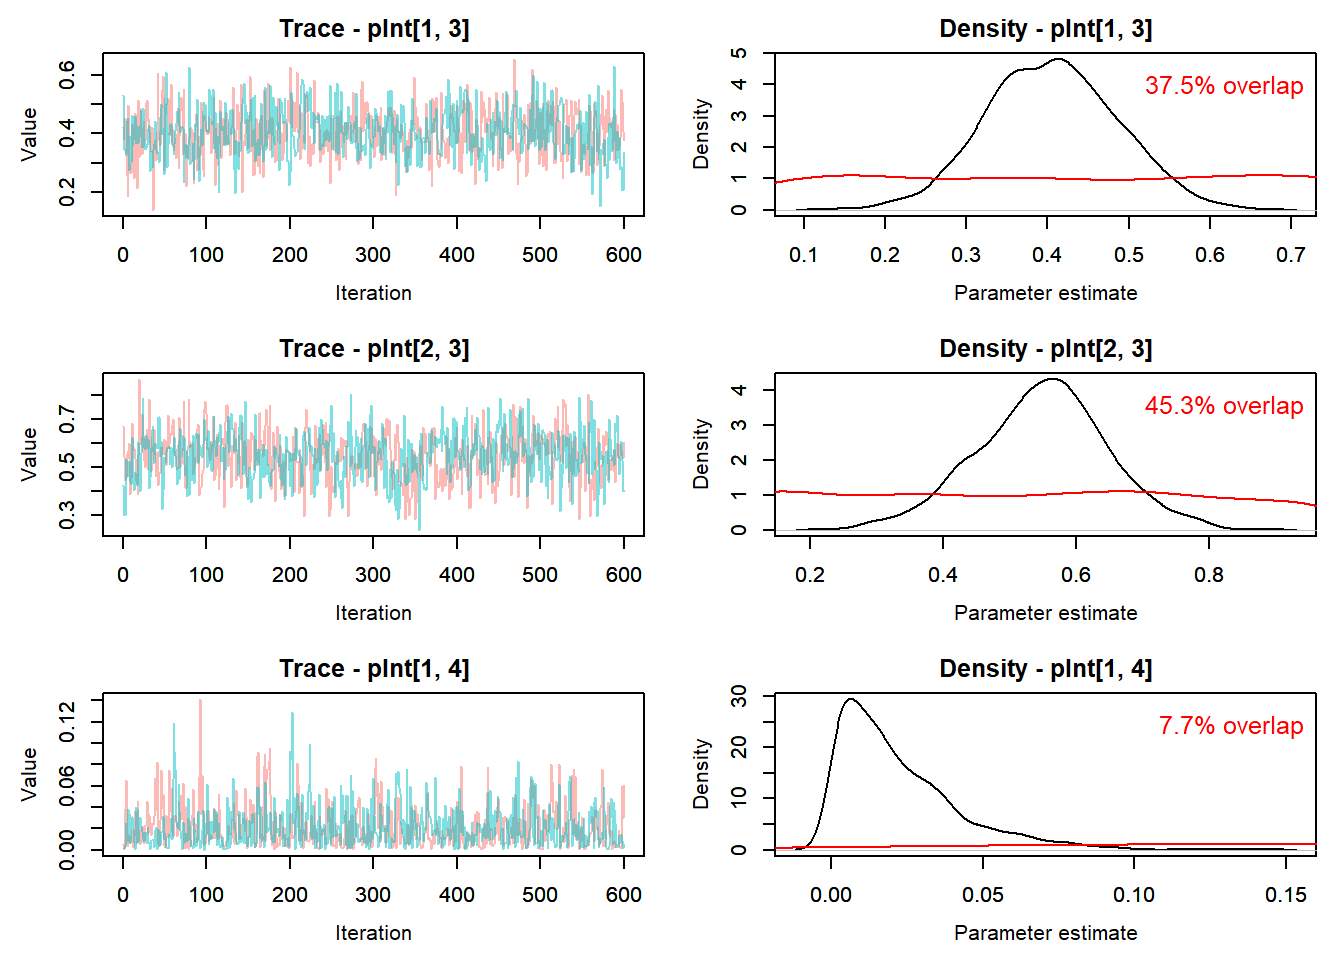 Trace - pInt[1, 3]
Value
0.2 0.4 0.6
0 100 200 300 400 500 600
Iteration
Density - pInt[1, 3]
Density
0 1 2 3 4 5
37.5% overlap
0.1 0.2 0.3 0.4 0.5 0.6 0.7
Parameter estimate
Trace - pInt[2, 3]
Value
0.3 0.5 0.7
0 100 200 300 400 500 600
Iteration
Density - pInt[2, 3]
Density
0 1 2 3 4
45.3% overlap
0.2 0.4 0.6 0.8
Parameter estimate
Trace - pInt[1, 4]
Value
0.00 0.06 0.12
0 100 200 300 400 500 600
Iteration
Density - pInt[1, 4]
Density
0 10 20 30
7.7% overlap
0.00 0.05 0.10 0.15
Parameter estimate